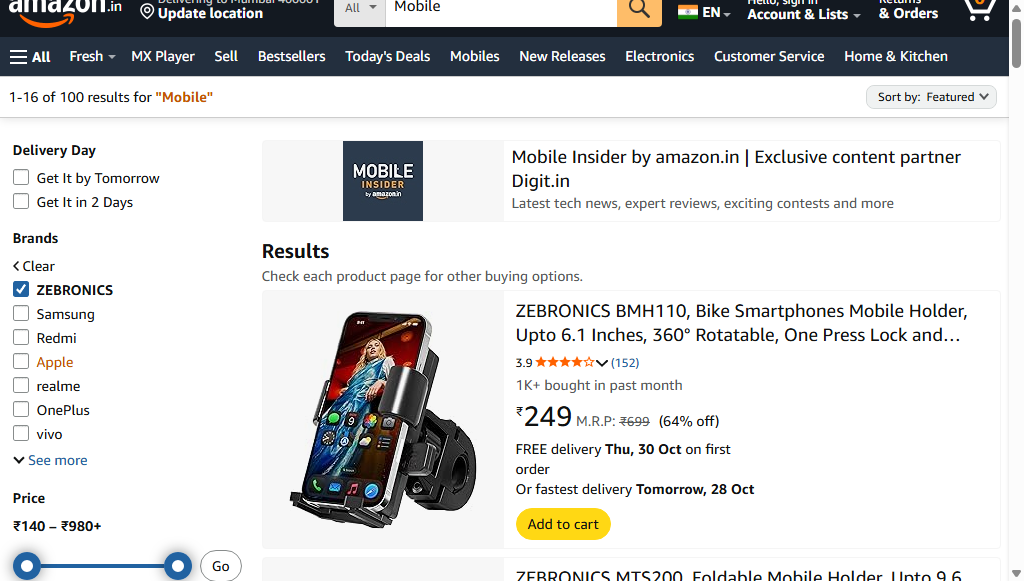 amazon.in
Delivering to Mumbai 400001
Update location
All
Mobile
EN
Hello, sign in
Account & Lists
Returns
& Orders
0
All
Fresh
MX Player
Sell
Bestsellers
Today's Deals
Mobiles
New Releases
Electronics
Customer Service
Home & Kitchen
1-16 of 100 results for "Mobile"
Sort by: Featured
Delivery Day
Get It by Tomorrow
Get It in 2 Days
Brands
Clear
ZEBRONICS
Samsung
Redmi
Apple
realme
OnePlus
vivo
See more
Price
₹140 – ₹980+
Go
MOBILE
INSIDER
by amazon.in
Mobile Insider by amazon.in | Exclusive content partner
Digit.in
Latest tech news, expert reviews, exciting contests and more
Results
Check each product page for other buying options.
ZEBRONICS BMH110, Bike Smartphones Mobile Holder,
Upto 6.1 Inches, 360° Rotatable, One Press Lock and…
3.9 (152)
1K+ bought in past month
₹249 M.R.P: ₹699 (64% off)
FREE delivery Thu, 30 Oct on first
order
Or fastest delivery Tomorrow, 28 Oct
Add to cart
ZEBRONICS MTS200, Foldable Mobile Holder, Upto 9.6